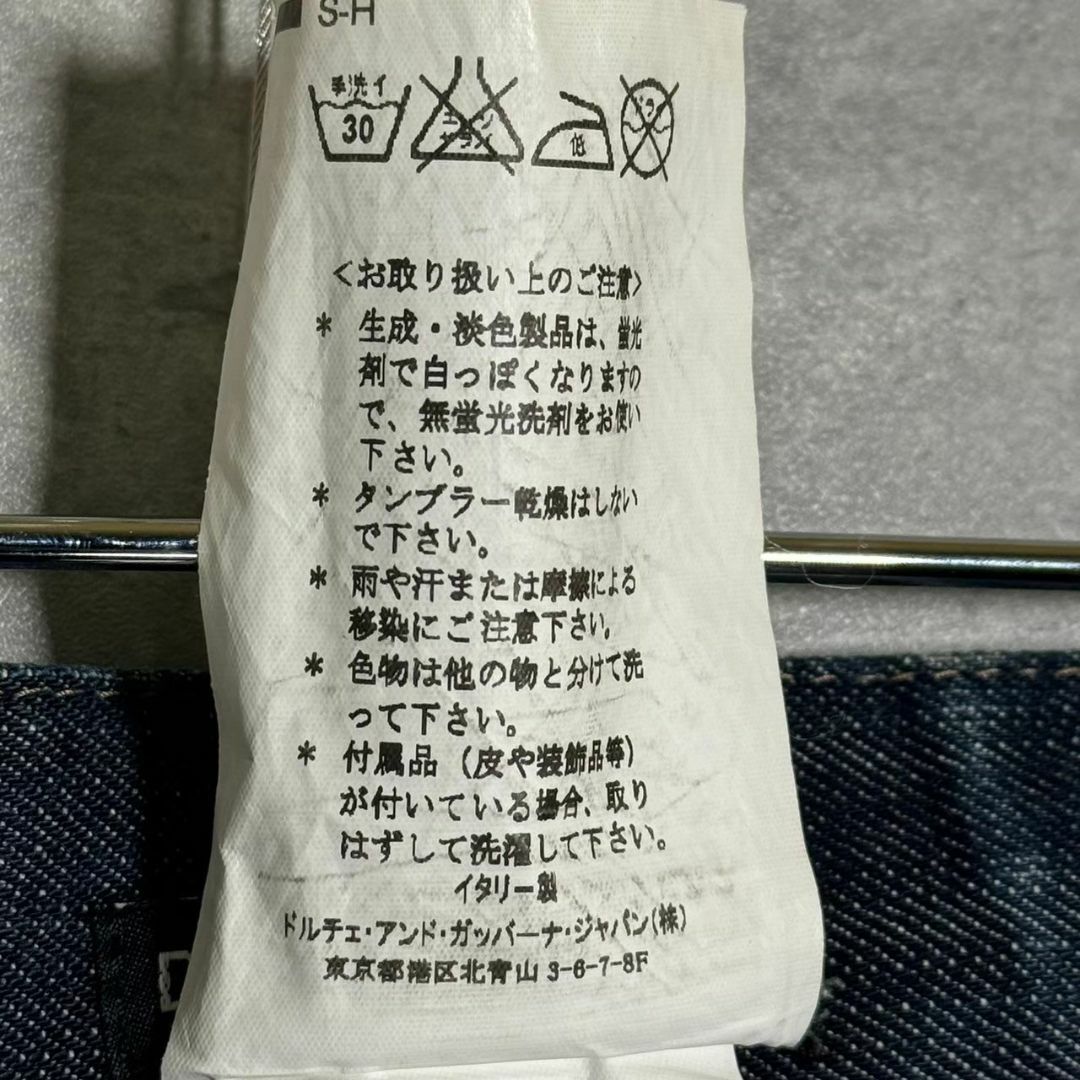 S-H
手洗イ
30
エンソ
サラシ
低
ドライ
<お取り扱い上のご注意>
* 生成・淡色製品は、蛍光
剤で白っぽくなりますの
で、無蛍光洗剤をお使い
下さい。
* タンブラー乾燥はしない
で下さい。
* 雨や汗または摩擦による
移染にご注意下さい。
* 色物は他の物と分けて洗
って下さい。
* 付属品（皮や装飾品等）
が付いている場合、取り
はずして洗濯して下さい。
イタリー製
ドルチェ・アンド・ガッバーナ・ジャパン(株)
東京都港区北青山 3-6-7-8F